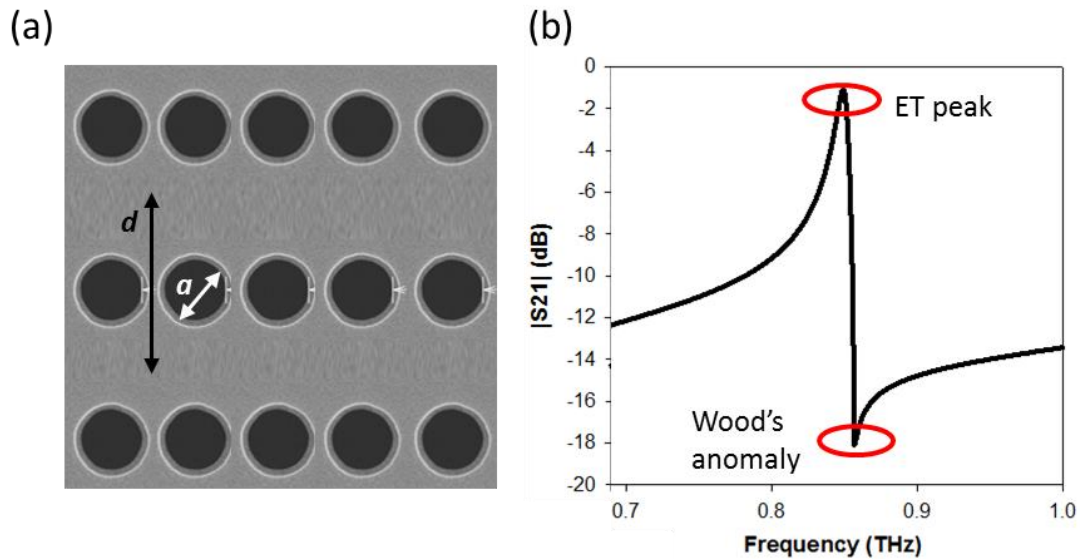 (a)
d
a
(b)
0
-2
-4
-6
-8
-10
-12
-14
-16
-18
-20
|S21| (dB)
ET peak
Wood's
anomaly
0.7
0.8
0.9
1.0
Frequency (THz)